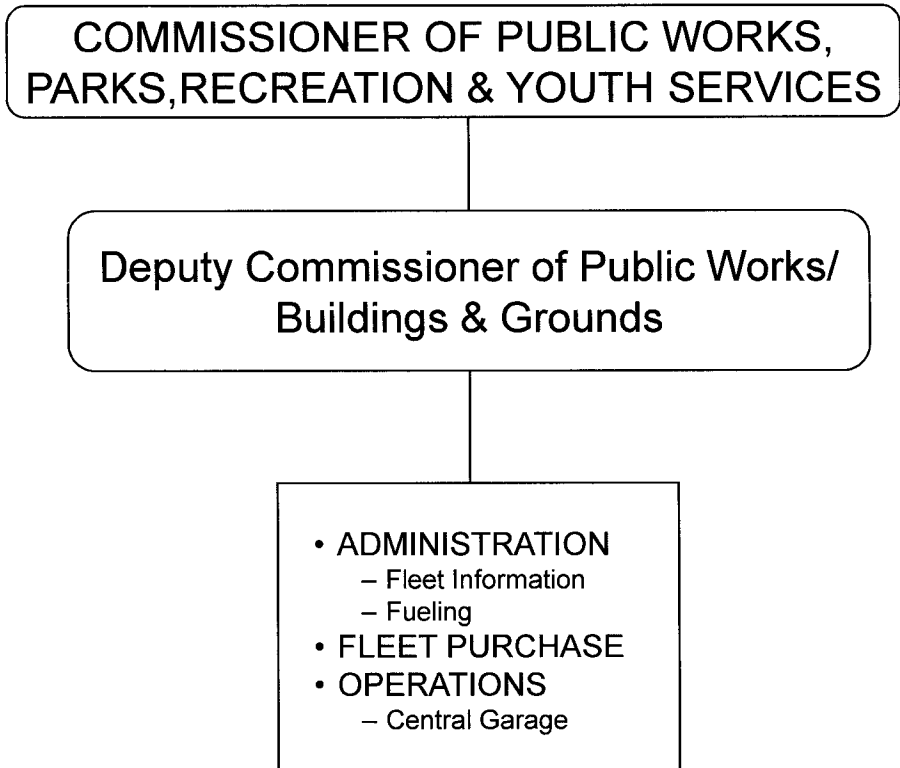 COMMISSIONER OF PUBLIC WORKS,
PARKS,RECREATION & YOUTH SERVICES
Deputy Commissioner of Public Works/
Buildings & Grounds
• ADMINISTRATION
– Fleet Information
– Fueling
• FLEET PURCHASE
• OPERATIONS
– Central Garage